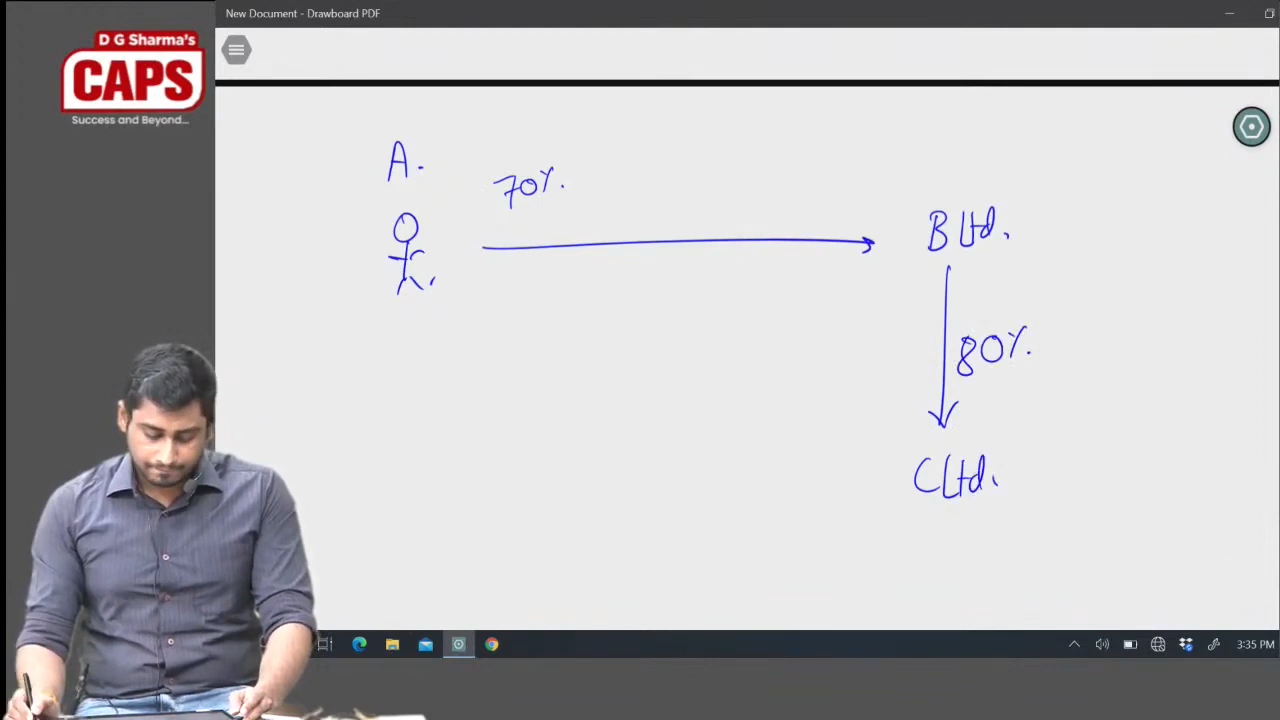 New Document - Drawboard PDF
D G Sharma's
CAPS
Success and Beyond...
A.
70%.
B Ltd.
80%.
C Ltd.
3:35 PM